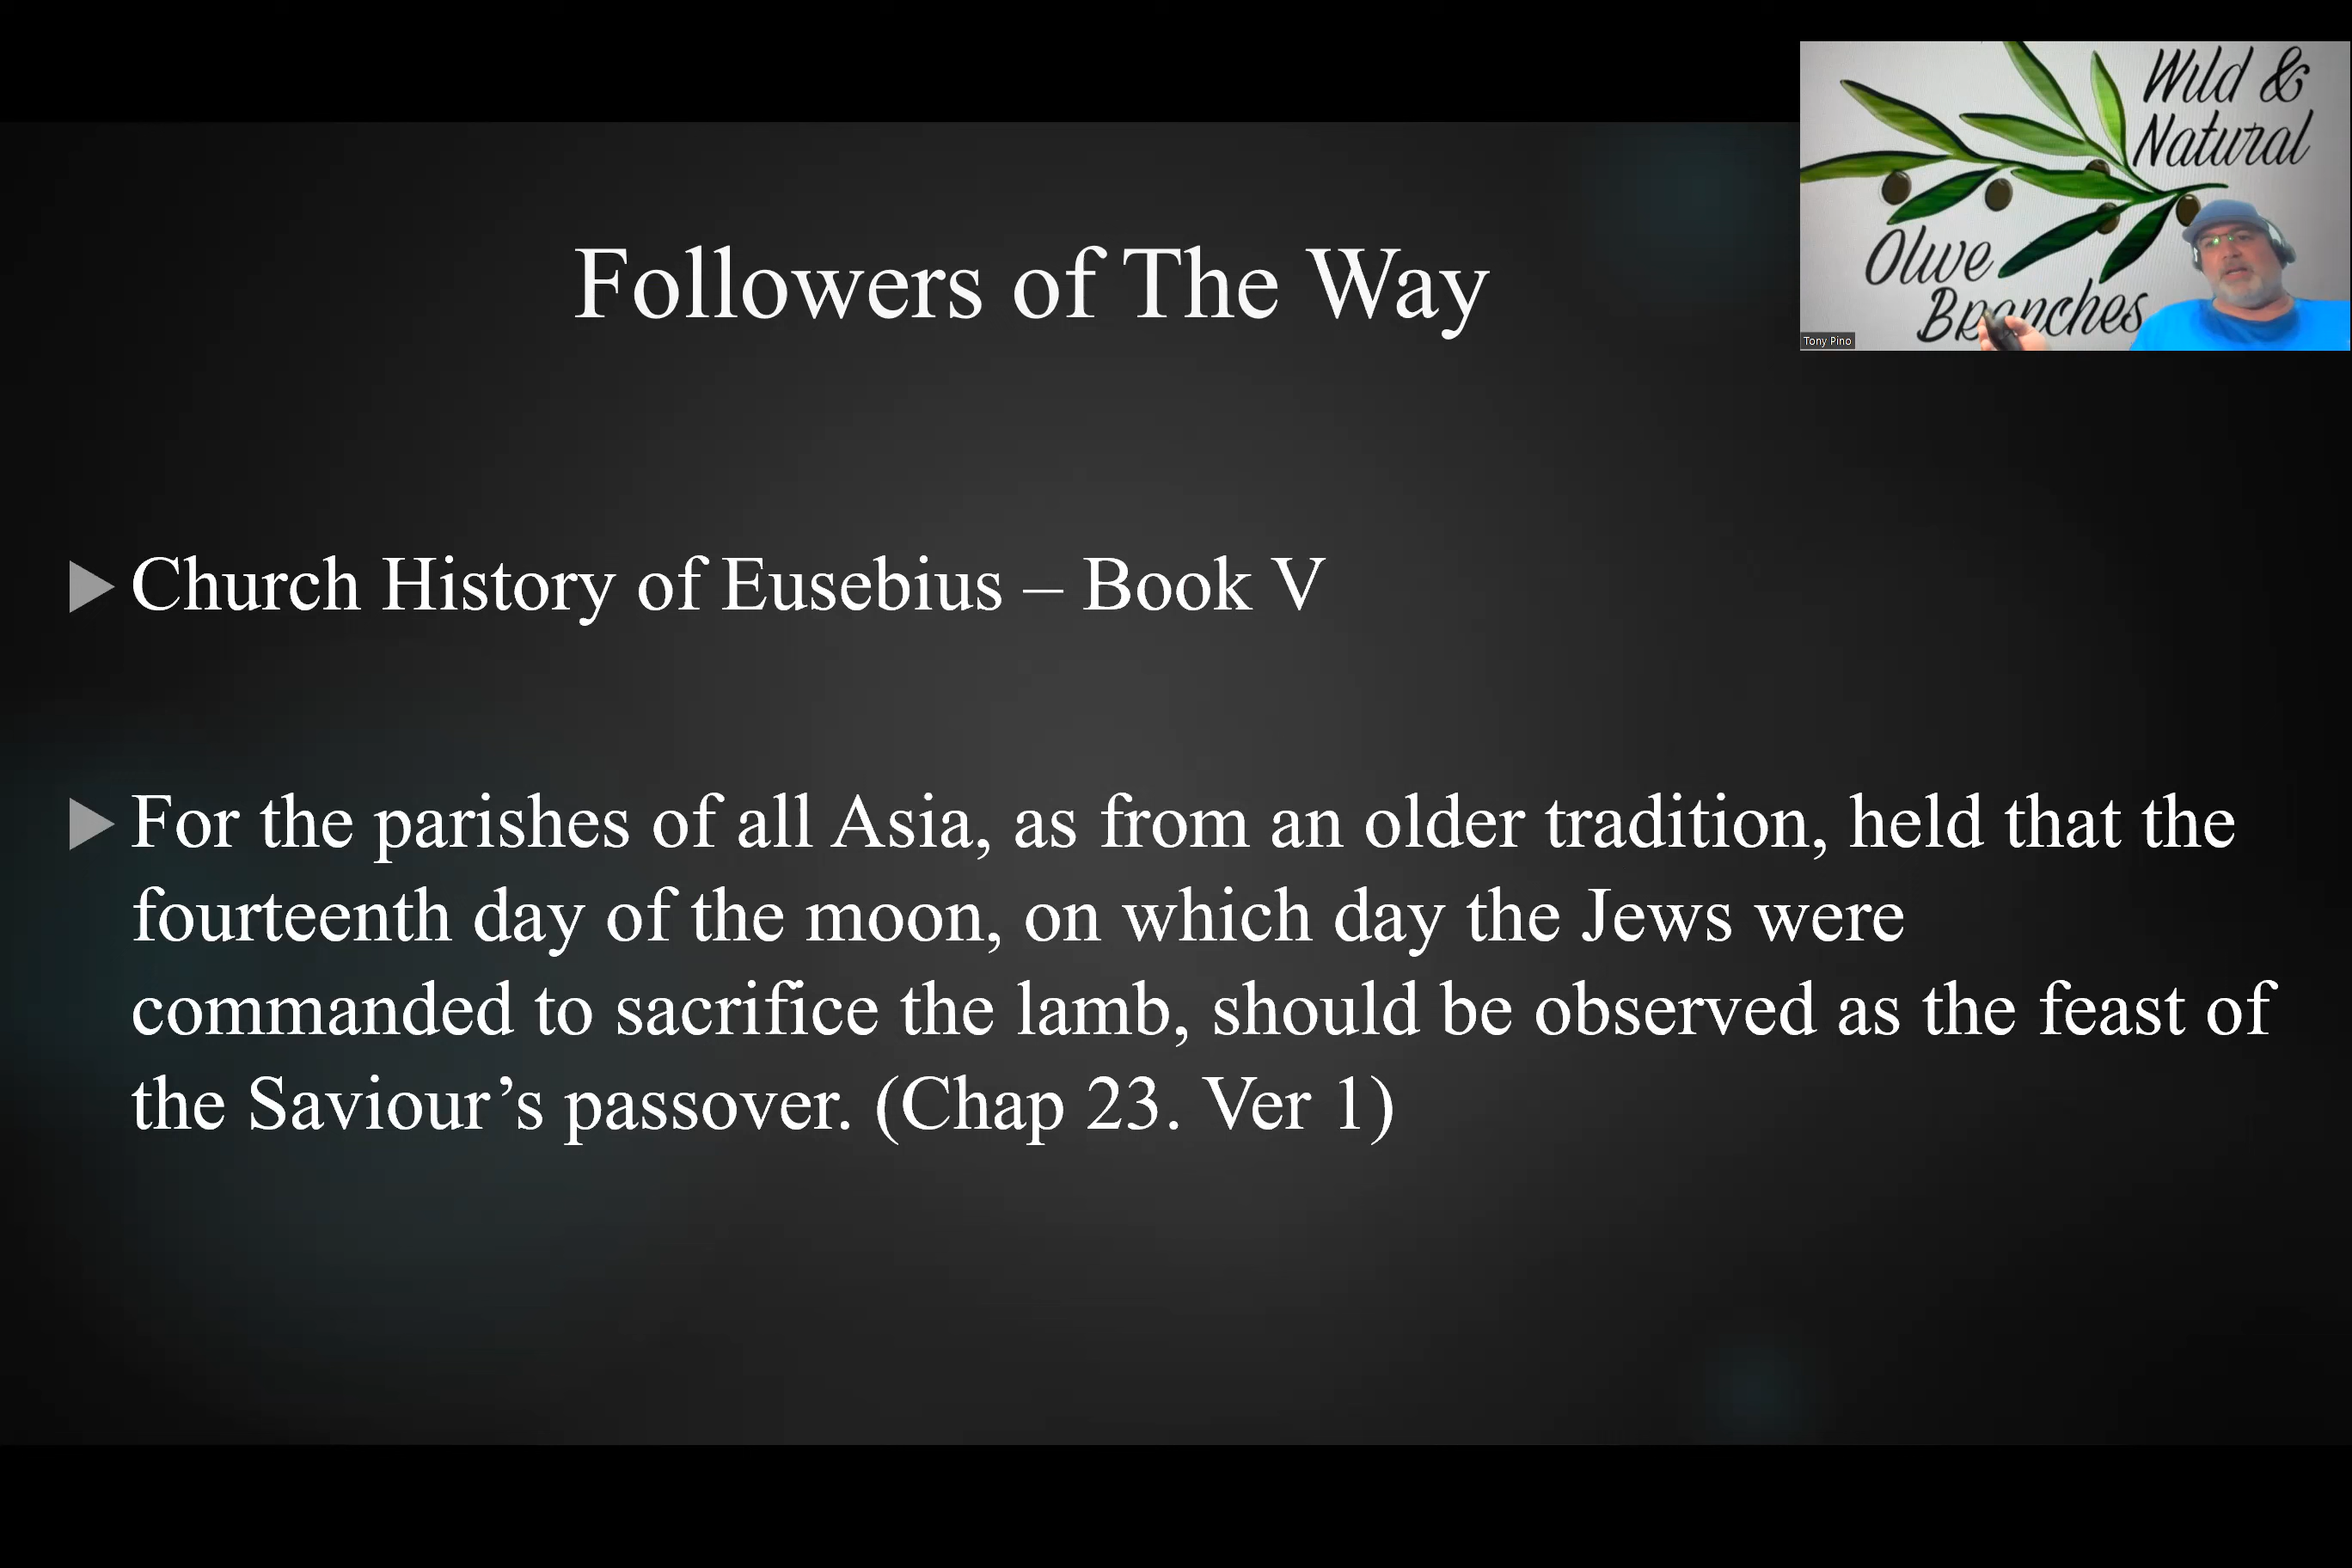 Wild &
Natural
Olive
Branches
Tony Pino
Followers of The Way
Church History of Eusebius – Book V
For the parishes of all Asia, as from an older tradition, held that the
fourteenth day of the moon, on which day the Jews were
commanded to sacrifice the lamb, should be observed as the feast of
the Saviour’s passover. (Chap 23. Ver 1)